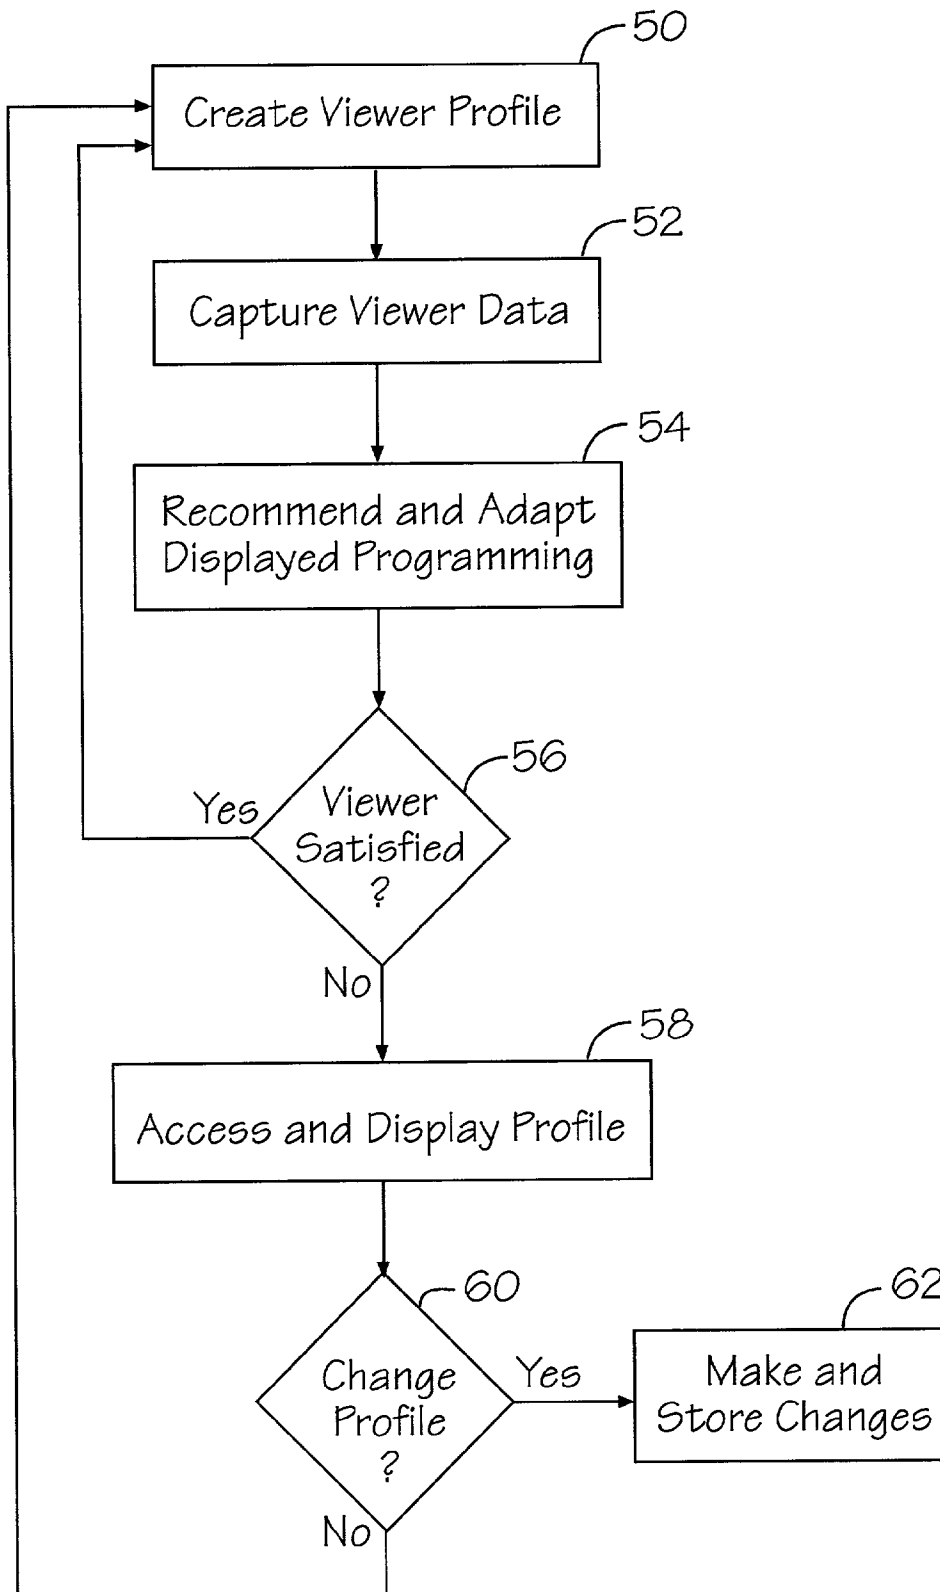 50
Create Viewer Profile
52
Capture Viewer Data
54
Recommend and Adapt
Displayed Programming
56
Yes
Viewer
Satisfied
?
No
58
Access and Display Profile
60
62
Change
Profile
?
Yes
Make and
Store Changes
No